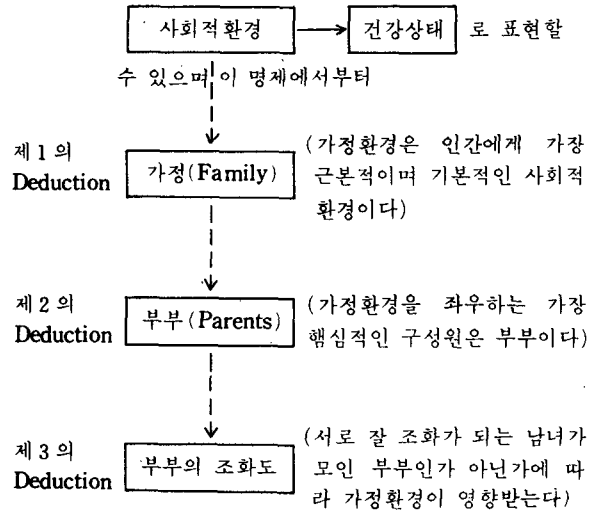 사회적환경 건강상태 로 표현할
수 있으며 이 명제에서부터
제 1 의
Deduction
가정(Family)
(가정환경은 인간에게 가장
근본적이며 기본적인 사회적
환경이다)
제 2 의
Deduction
부부(Parents)
(가정환경을 좌우하는 가장
핵심적인 구성원은 부부이다)
제 3 의
Deduction
부부의 조화도
(서로 잘 조화가 되는 남녀가
모인 부부인가 아닌가에 따
라 가정환경이 영향받는다)